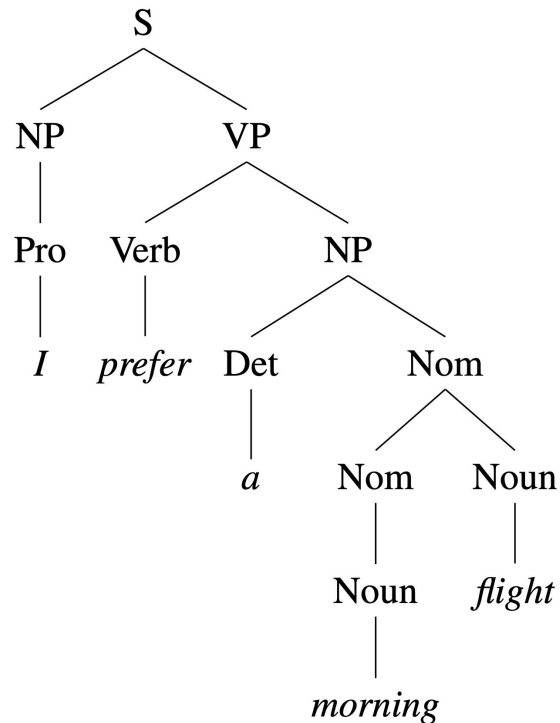 S
NP VP
Pro Verb NP
I prefer Det Nom
a Nom Noun
Noun flight
morning